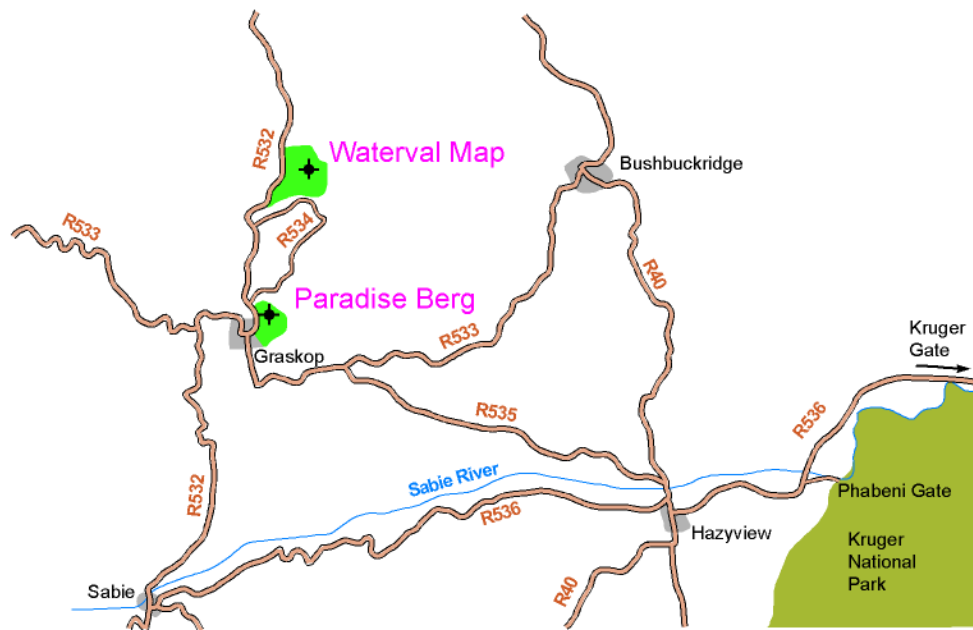 R532
Waterval Map
Bushbuckridge
R533
R534
R40
Paradise Berg
Graskop
R533
Kruger
Gate
R535
R536
Sabie River
R532
R536
Phabeni Gate
Hazyview
Kruger
National
Park
Sabie
R40